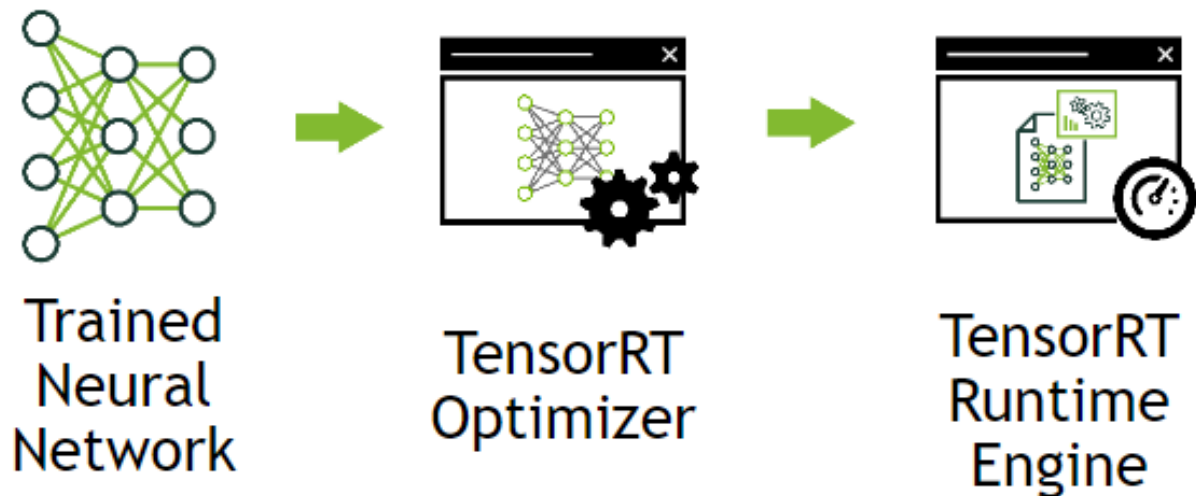 Trained
Neural
Network
TensorRT
Optimizer
TensorRT
Runtime
Engine